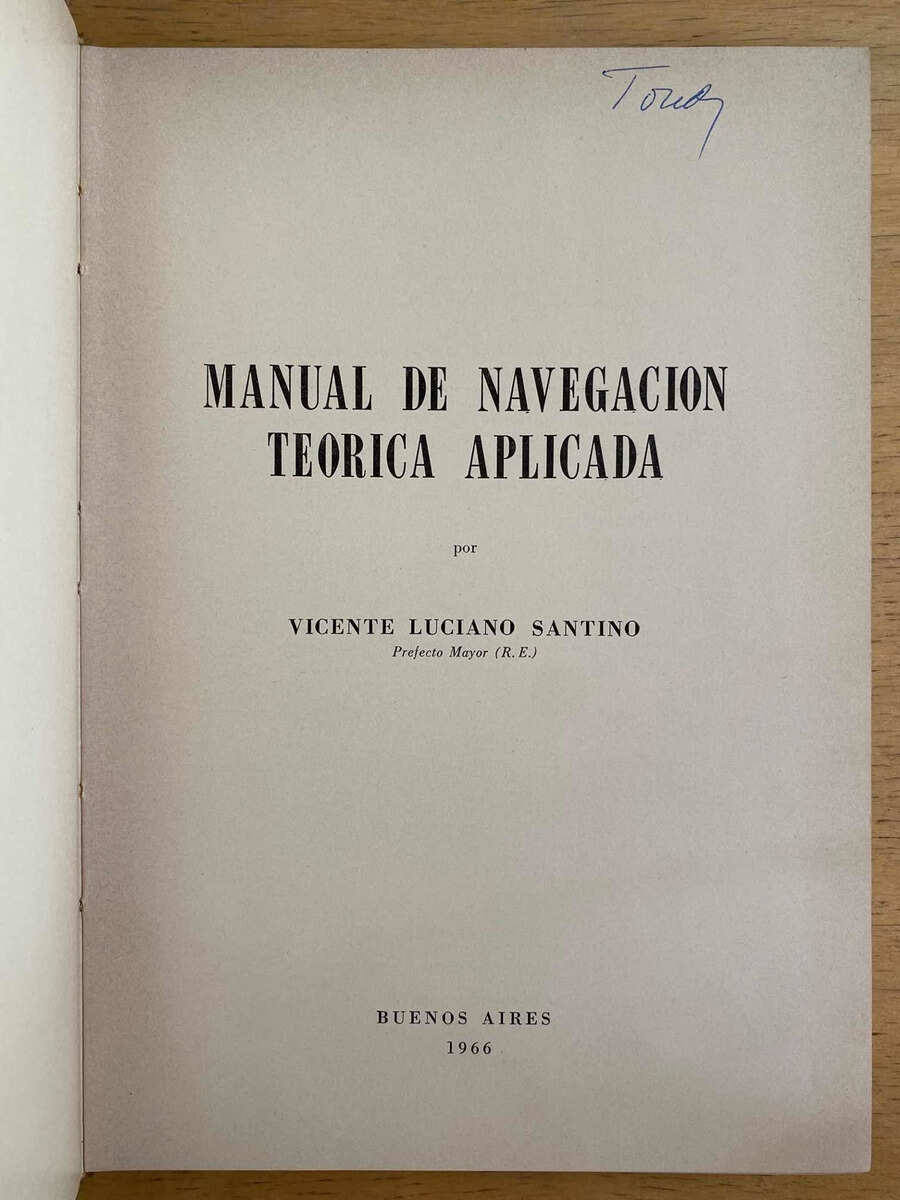 MANUAL DE NAVEGACION
TEORICA APLICADA
por
VICENTE LUCIANO SANTINO
Prefecto Mayor (R. E.)
BUENOS AIRES
1966